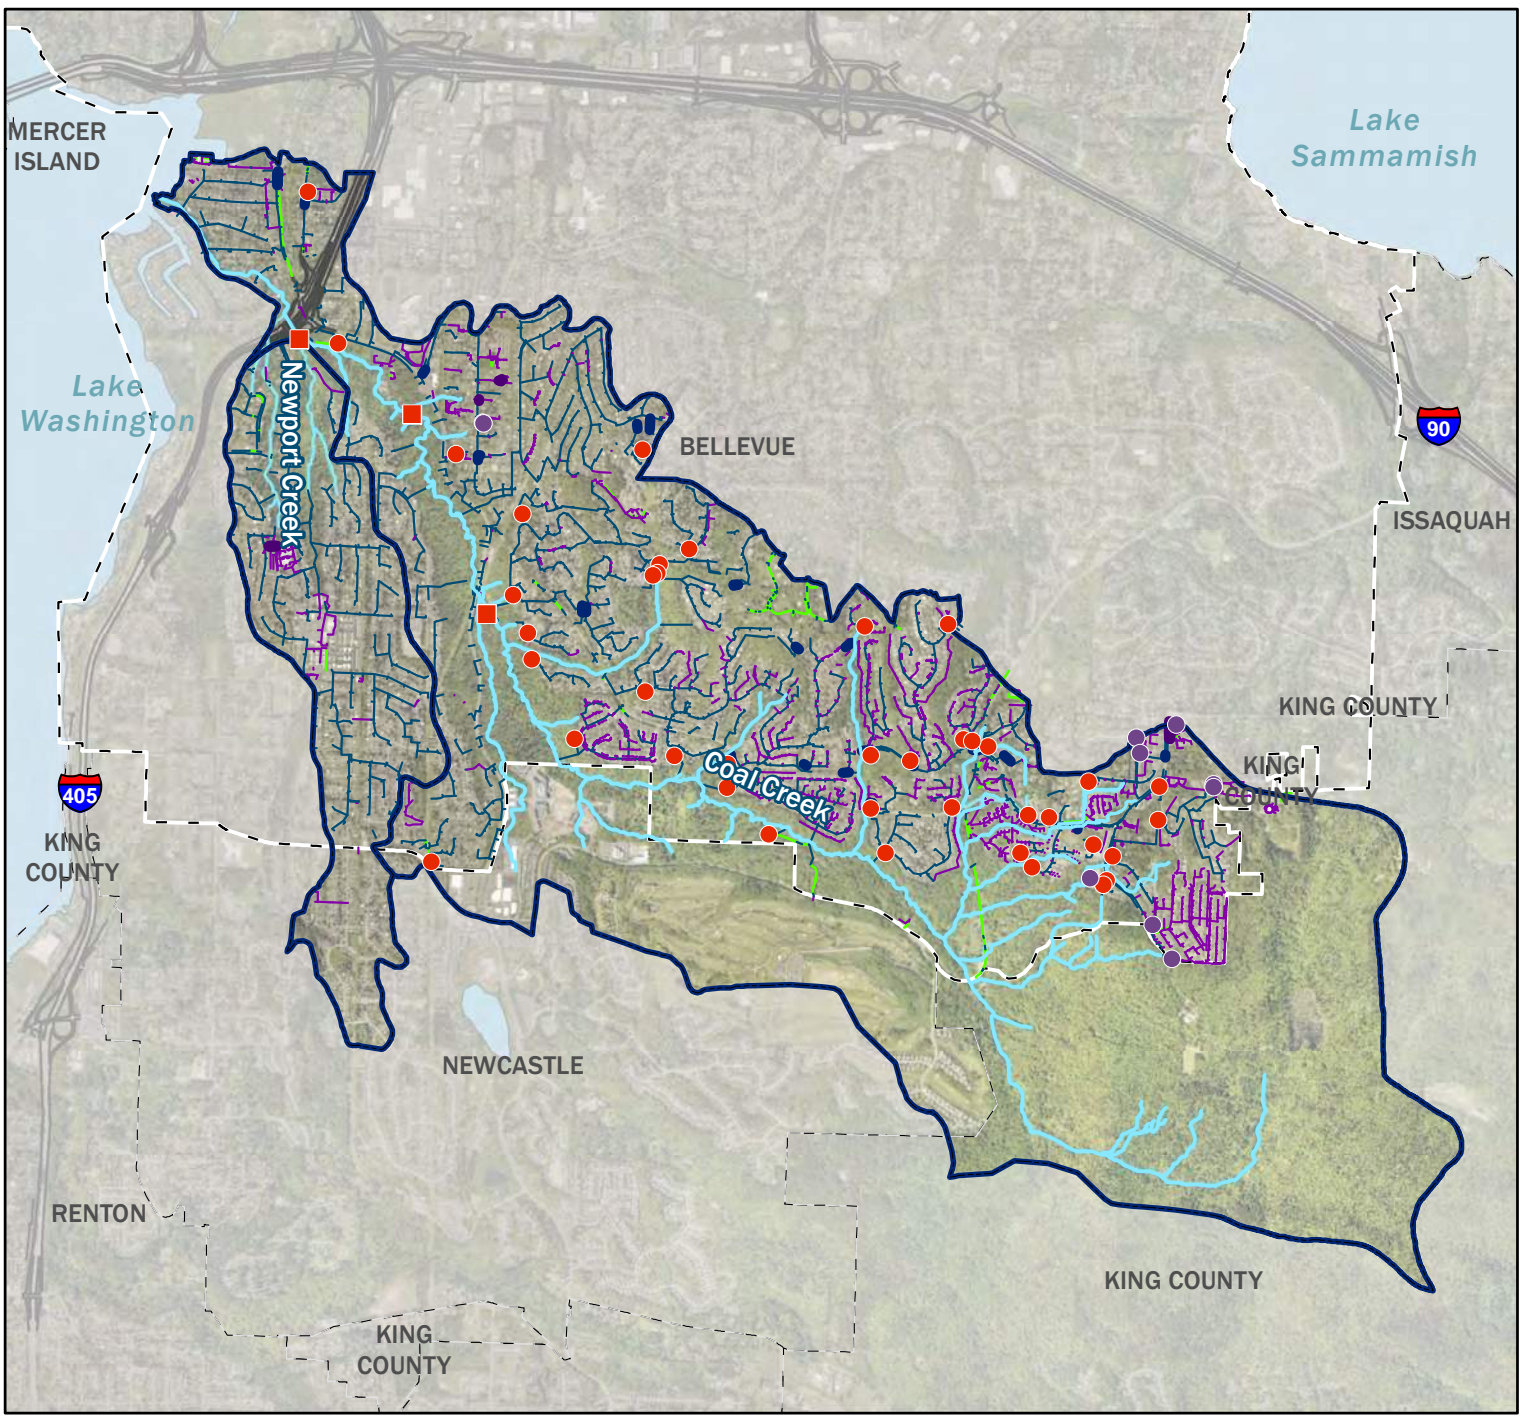 MERCER
ISLAND
Lake
Sammamish
Lake
Washington
Newport Creek
BELLEVUE
90
ISSAQUAH
KING COUNTY
KING
COUNTY
405
Coal Creek
KING
COUNTY
NEWCASTLE
RENTON
KING COUNTY
KING
COUNTY